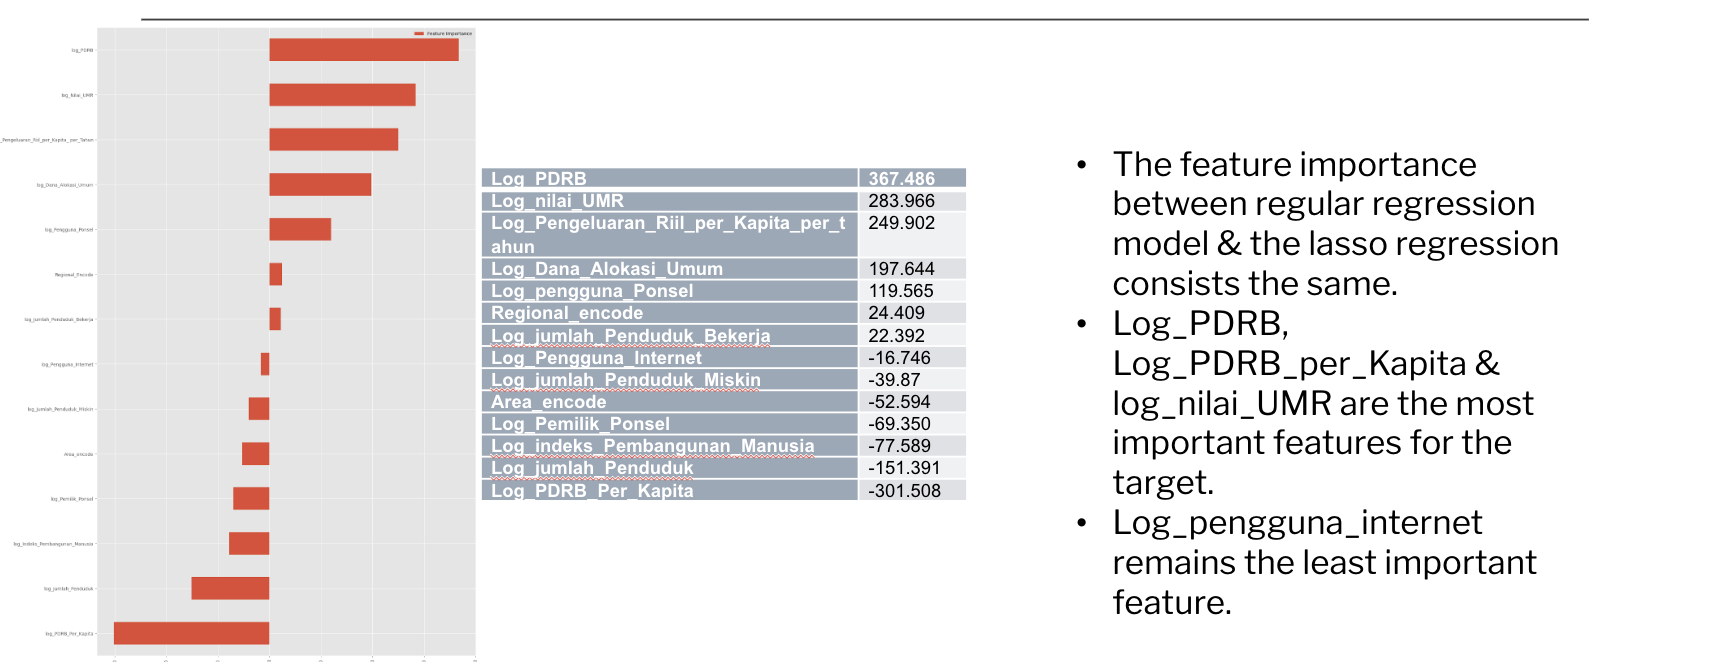 Feature Importance
log_PDRB
log_Nilai_UMR
_Pengeluaran_Riil_per_Kapita_per_Tahun
log_Dana_Alokasi_Umum
log_Pengguna_Ponsel
Regional_Encode
log_Jumlah_Penduduk_Bekerja
log_Pengguna_Internet
log_Jumlah_Penduduk_Miskin
Area_encode
log_Pemilik_Ponsel
log_Indeks_Pembangunan_Manusia
log_Jumlah_Penduduk
log_PDRB_Per_Kapita
Log_PDRB 367.486
Log_nilai_UMR 283.966
Log_Pengeluaran_Riil_per_Kapita_per_t 249.902
ahun
Log_Dana_Alokasi_Umum 197.644
Log_pengguna_Ponsel 119.565
Regional_encode 24.409
Log_jumlah_Penduduk_Bekerja 22.392
Log_Pengguna_Internet -16.746
Log_jumlah_Penduduk_Miskin -39.87
Area_encode -52.594
Log_Pemilik_Ponsel -69.350
Log_indeks_Pembangunan_Manusia -77.589
Log_jumlah_Penduduk -151.391
Log_PDRB_Per_Kapita -301.508
• The feature importance
between regular regression
model & the lasso regression
consists the same.
• Log_PDRB,
Log_PDRB_per_Kapita &
log_nilai_UMR are the most
important features for the
target.
• Log_pengguna_internet
remains the least important
feature.